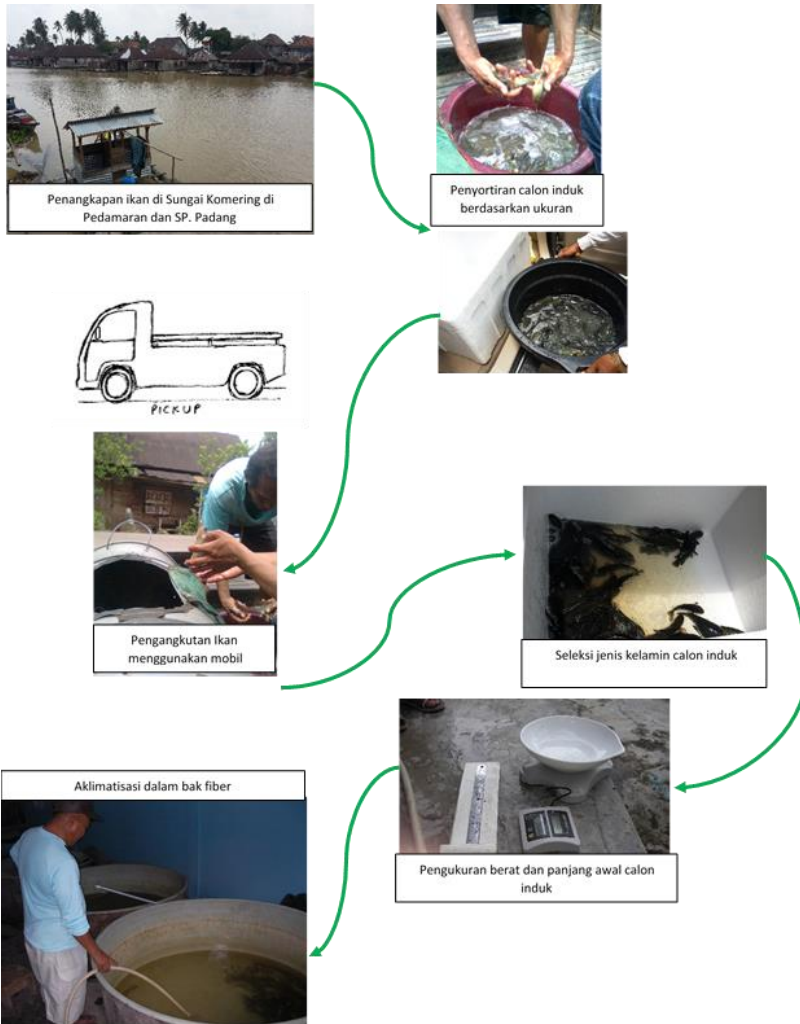 Penangkapan ikan di Sungai Komering di
Pedamaran dan SP. Padang
Penyortiran calon induk
berdasarkan ukuran
PICKUP
Pengangkutan Ikan
menggunakan mobil
Seleksi jenis kelamin calon induk
Pengukuran berat dan panjang awal calon
induk
Aklimatisasi dalam bak fiber